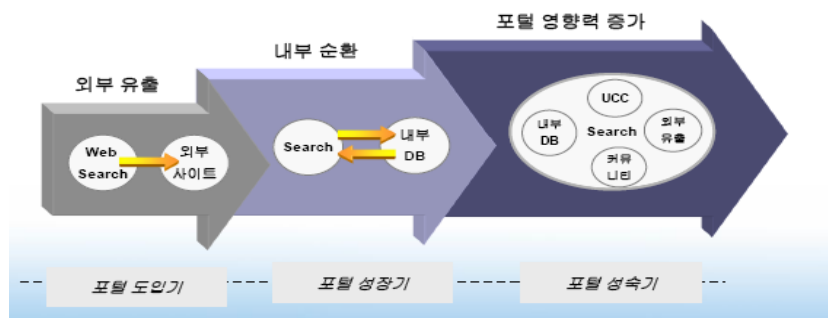 외부 유출
내부 순환
포털 영향력 증가
Web
Search
외부
사이트
Search
내부
DB
UCC
내부
DB
Search
외부
유출
커뮤
니티
포털 도입기
포털 성장기
포털 성숙기